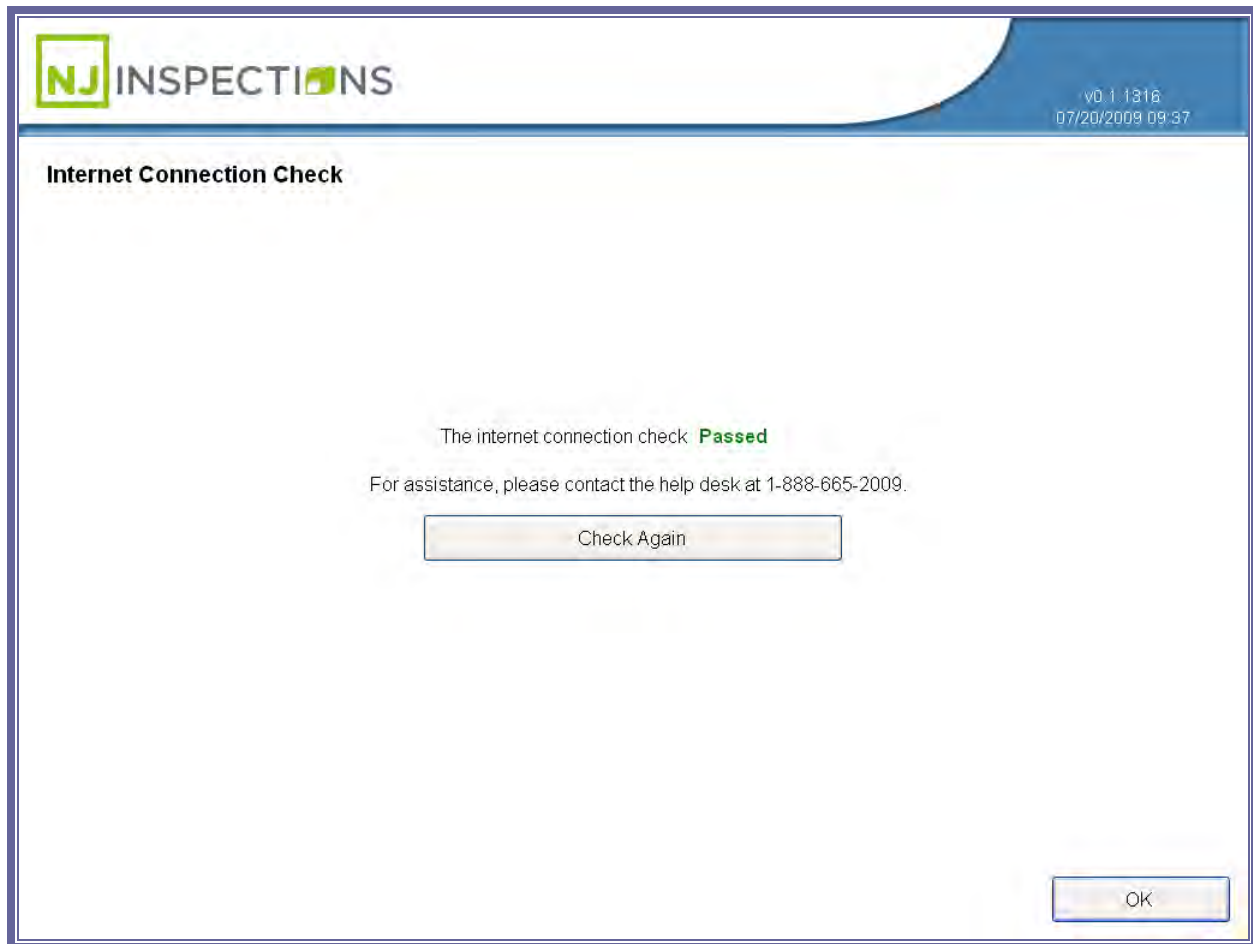 NJ INSPECTIONS
v0.1.1316
07/20/2009 09:37
Internet Connection Check
The internet connection check Passed
For assistance, please contact the help desk at 1-888-665-2009.
Check Again
OK